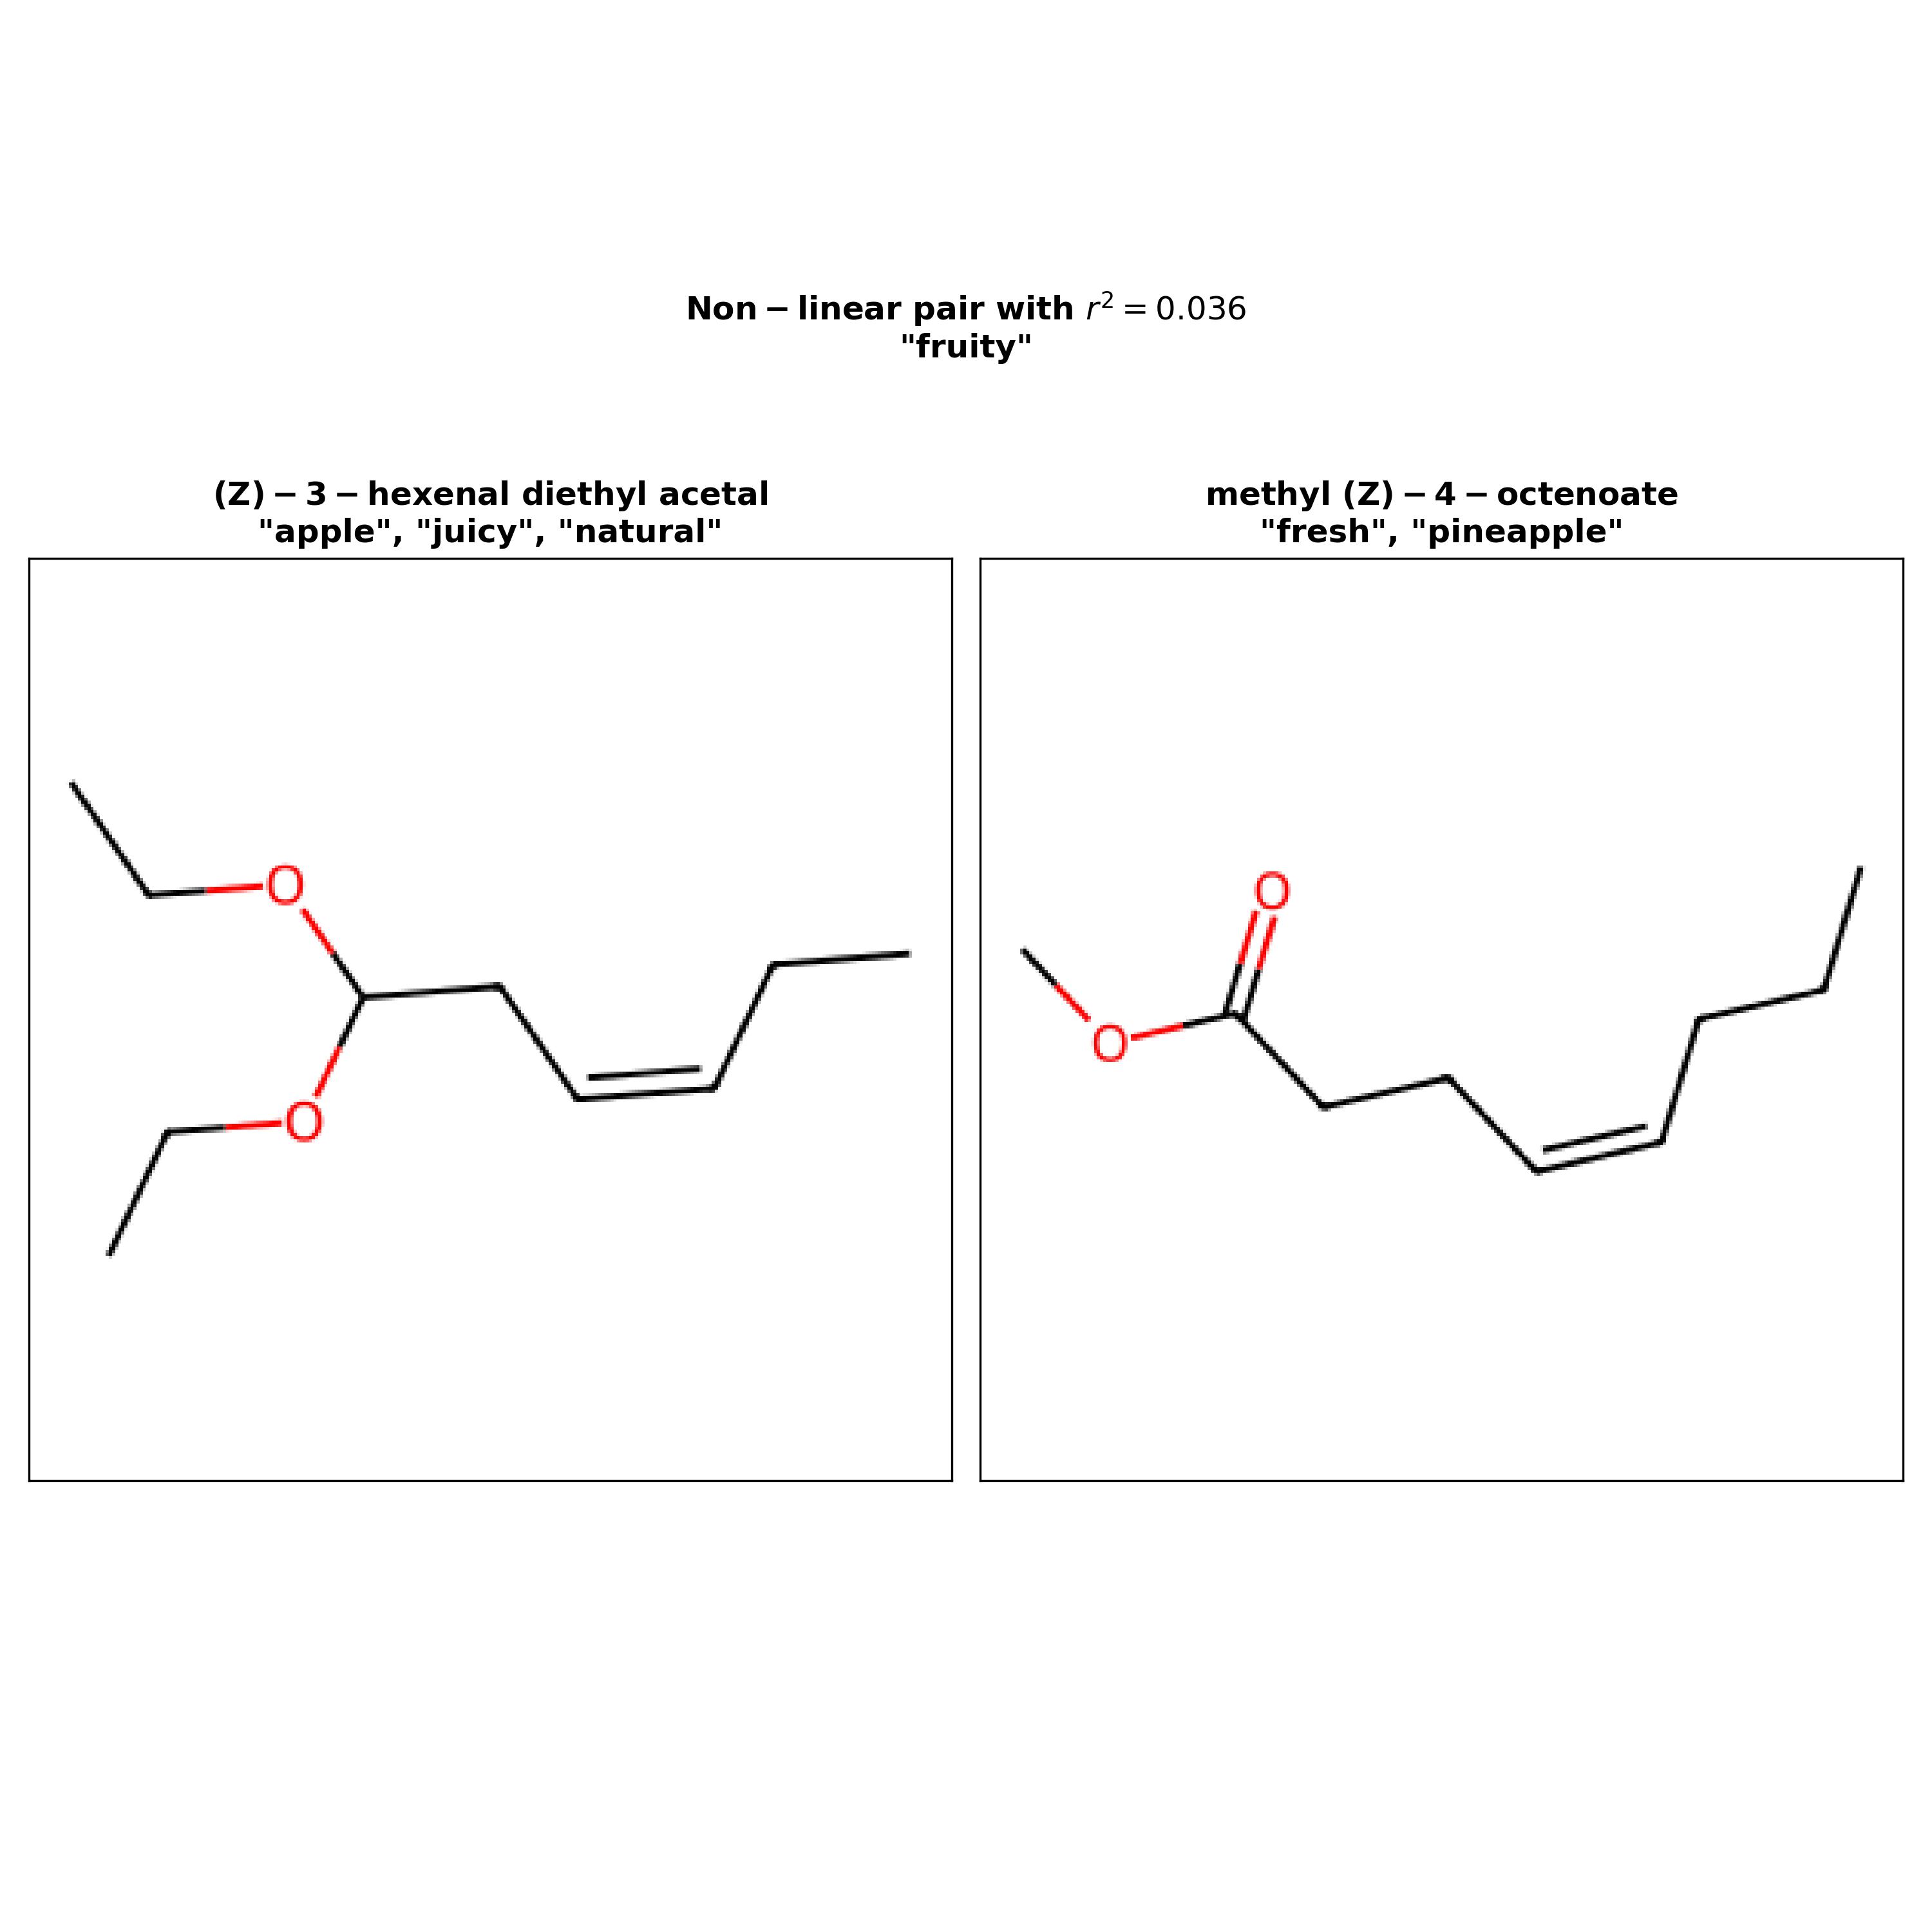 Non − linear pair with r² = 0.036
"fruity"
(Z) − 3 − hexenal diethyl acetal
"apple", "juicy", "natural"
methyl (Z) − 4 − octenoate
"fresh", "pineapple"
O
O
O
O